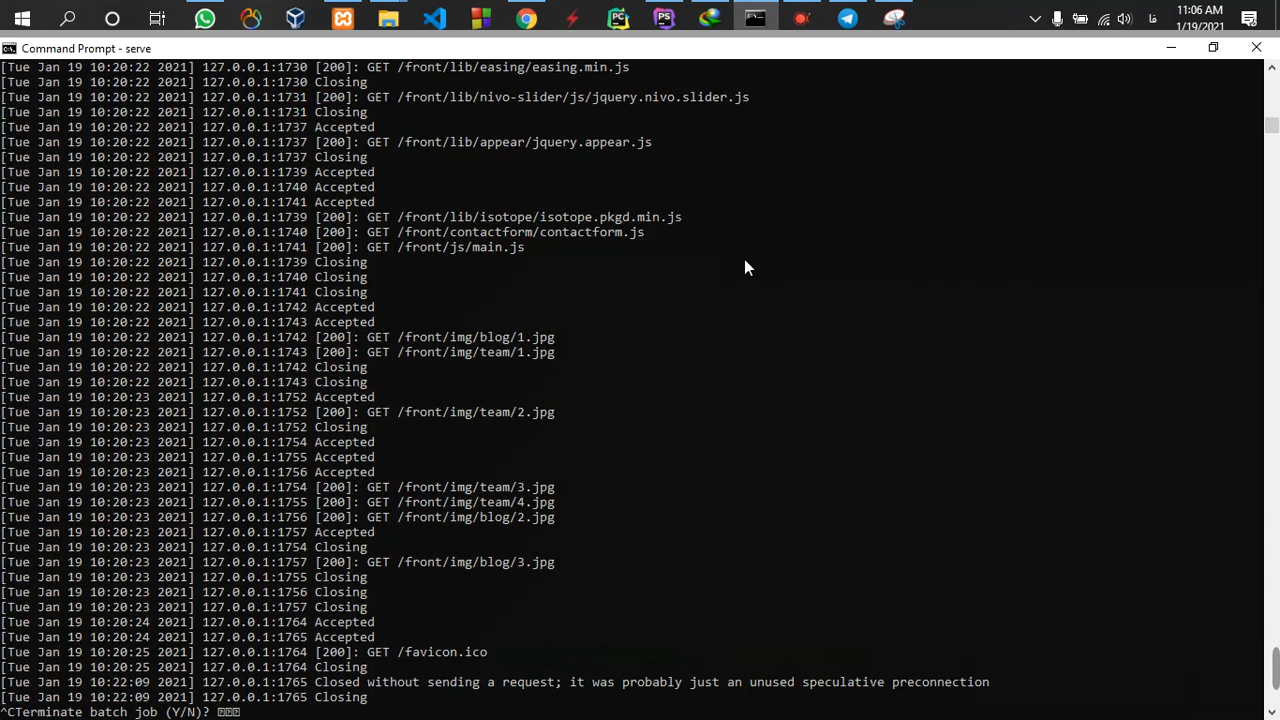 11:06 AM
فا
1/19/2021
Command Prompt - serve
[Tue Jan 19 10:20:22 2021] 127.0.0.1:1730 [200]: GET /front/lib/easing/easing.min.js
[Tue Jan 19 10:20:22 2021] 127.0.0.1:1730 Closing
[Tue Jan 19 10:20:22 2021] 127.0.0.1:1731 [200]: GET /front/lib/nivo-slider/js/jquery.nivo.slider.js
[Tue Jan 19 10:20:22 2021] 127.0.0.1:1731 Closing
[Tue Jan 19 10:20:22 2021] 127.0.0.1:1737 Accepted
[Tue Jan 19 10:20:22 2021] 127.0.0.1:1737 [200]: GET /front/lib/appear/jquery.appear.js
[Tue Jan 19 10:20:22 2021] 127.0.0.1:1737 Closing
[Tue Jan 19 10:20:22 2021] 127.0.0.1:1739 Accepted
[Tue Jan 19 10:20:22 2021] 127.0.0.1:1740 Accepted
[Tue Jan 19 10:20:22 2021] 127.0.0.1:1741 Accepted
[Tue Jan 19 10:20:22 2021] 127.0.0.1:1739 [200]: GET /front/lib/isotope/isotope.pkgd.min.js
[Tue Jan 19 10:20:22 2021] 127.0.0.1:1740 [200]: GET /front/contactform/contactform.js
[Tue Jan 19 10:20:22 2021] 127.0.0.1:1741 [200]: GET /front/js/main.js
[Tue Jan 19 10:20:22 2021] 127.0.0.1:1739 Closing
[Tue Jan 19 10:20:22 2021] 127.0.0.1:1740 Closing
[Tue Jan 19 10:20:22 2021] 127.0.0.1:1741 Closing
[Tue Jan 19 10:20:22 2021] 127.0.0.1:1742 Accepted
[Tue Jan 19 10:20:22 2021] 127.0.0.1:1743 Accepted
[Tue Jan 19 10:20:22 2021] 127.0.0.1:1742 [200]: GET /front/img/blog/1.jpg
[Tue Jan 19 10:20:22 2021] 127.0.0.1:1743 [200]: GET /front/img/team/1.jpg
[Tue Jan 19 10:20:22 2021] 127.0.0.1:1742 Closing
[Tue Jan 19 10:20:22 2021] 127.0.0.1:1743 Closing
[Tue Jan 19 10:20:23 2021] 127.0.0.1:1752 Accepted
[Tue Jan 19 10:20:23 2021] 127.0.0.1:1752 [200]: GET /front/img/team/2.jpg
[Tue Jan 19 10:20:23 2021] 127.0.0.1:1752 Closing
[Tue Jan 19 10:20:23 2021] 127.0.0.1:1754 Accepted
[Tue Jan 19 10:20:23 2021] 127.0.0.1:1755 Accepted
[Tue Jan 19 10:20:23 2021] 127.0.0.1:1756 Accepted
[Tue Jan 19 10:20:23 2021] 127.0.0.1:1754 [200]: GET /front/img/team/3.jpg
[Tue Jan 19 10:20:23 2021] 127.0.0.1:1755 [200]: GET /front/img/team/4.jpg
[Tue Jan 19 10:20:23 2021] 127.0.0.1:1756 [200]: GET /front/img/blog/2.jpg
[Tue Jan 19 10:20:23 2021] 127.0.0.1:1757 Accepted
[Tue Jan 19 10:20:23 2021] 127.0.0.1:1754 Closing
[Tue Jan 19 10:20:23 2021] 127.0.0.1:1757 [200]: GET /front/img/blog/3.jpg
[Tue Jan 19 10:20:23 2021] 127.0.0.1:1755 Closing
[Tue Jan 19 10:20:23 2021] 127.0.0.1:1756 Closing
[Tue Jan 19 10:20:23 2021] 127.0.0.1:1757 Closing
[Tue Jan 19 10:20:24 2021] 127.0.0.1:1764 Accepted
[Tue Jan 19 10:20:24 2021] 127.0.0.1:1765 Accepted
[Tue Jan 19 10:20:25 2021] 127.0.0.1:1764 [200]: GET /favicon.ico
[Tue Jan 19 10:20:25 2021] 127.0.0.1:1764 Closing
[Tue Jan 19 10:22:09 2021] 127.0.0.1:1765 Closed without sending a request; it was probably just an unused speculative preconnection
[Tue Jan 19 10:22:09 2021] 127.0.0.1:1765 Closing
^CTerminate batch job (Y/N)?